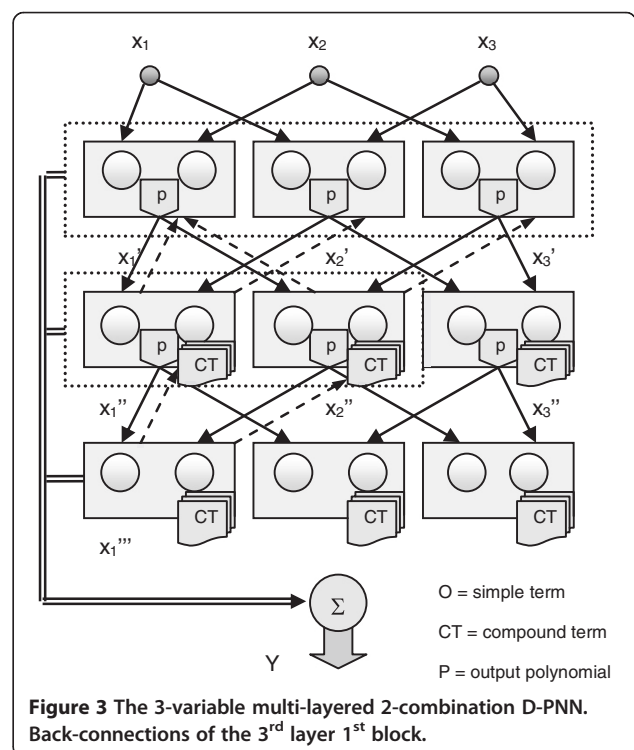 x₁ x₂ x₃
p p p
x₁' x₂' x₃'
p p p
CT CT CT
x₁'' x₂'' x₃''
CT CT CT
x₁'''
Σ
O = simple term
CT = compound term
Y
P = output polynomial
Figure 3 The 3-variable multi-layered 2-combination D-PNN.
Back-connections of the 3rd layer 1st block.